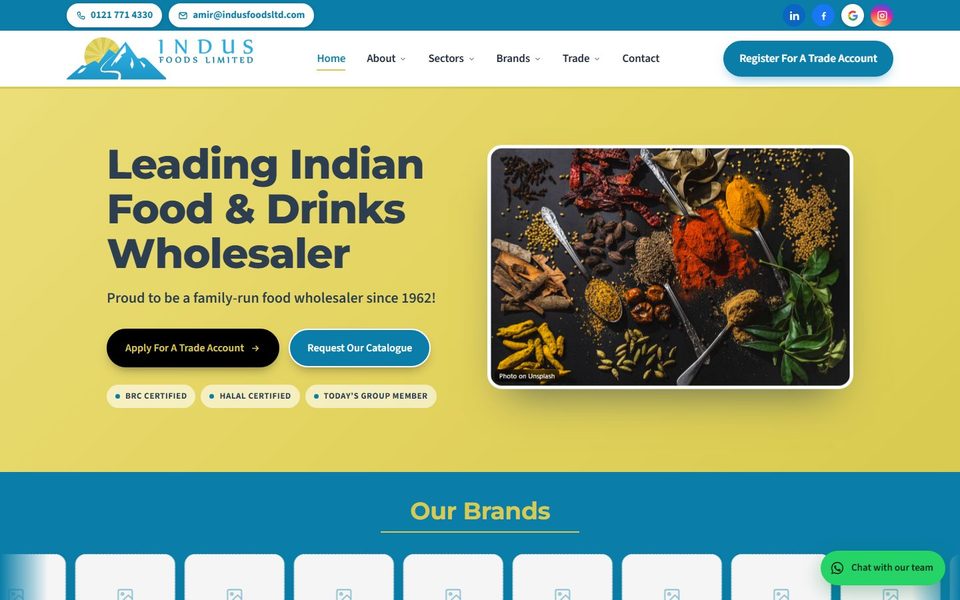 0121 771 4330
amir@indusfoodsltd.com
INDUS
FOODS LIMITED
Home
About
Sectors
Brands
Trade
Contact
Register For A Trade Account
Leading Indian
Food & Drinks
Wholesaler
Proud to be a family-run food wholesaler since 1962!
Apply For A Trade Account →
Request Our Catalogue
BRC CERTIFIED
HALAL CERTIFIED
TODAY'S GROUP MEMBER
Photo on Unsplash
Our Brands
Chat with our team